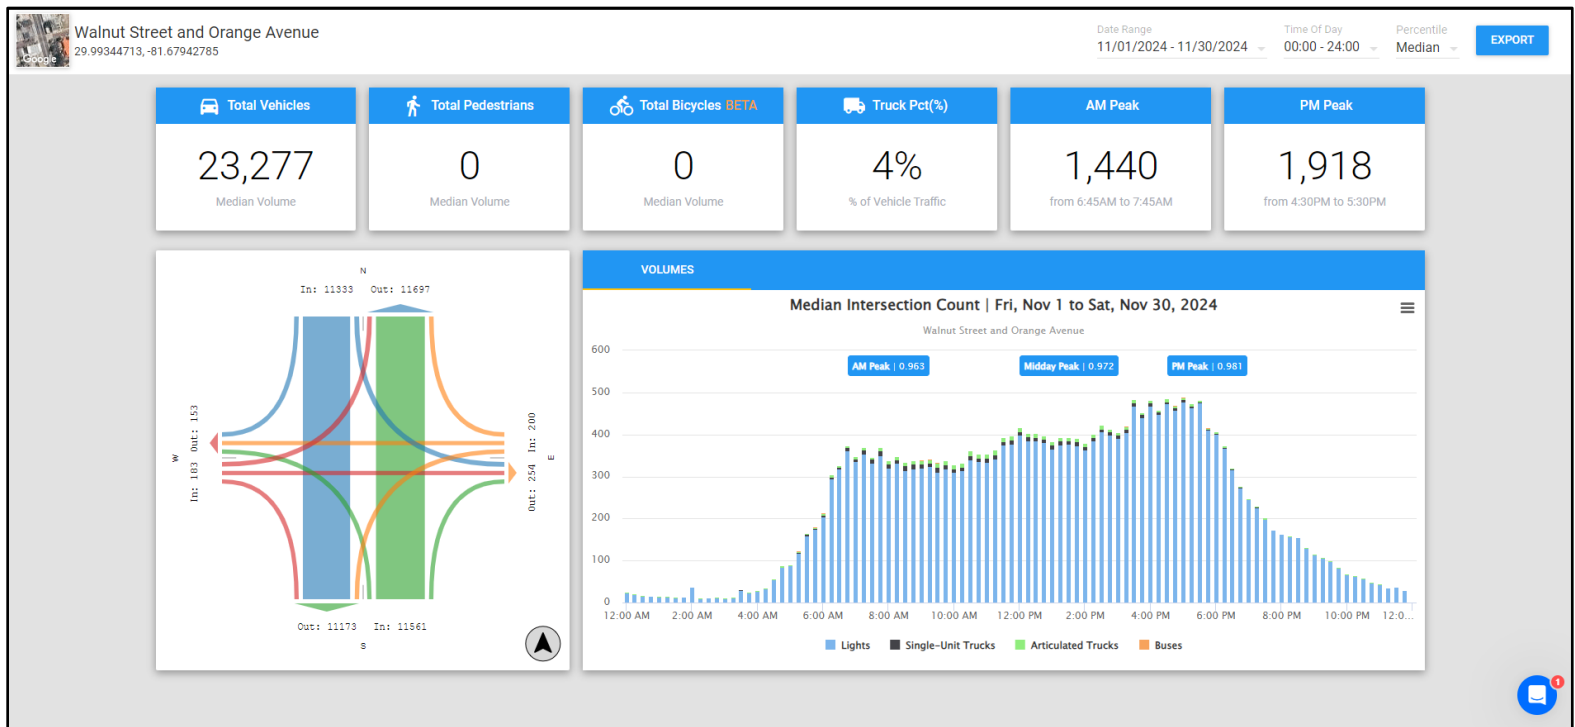 Google
Walnut Street and Orange Avenue
29.99344713, -81.67942785
Date Range
11/01/2024 - 11/30/2024
Time Of Day
00:00 - 24:00
Percentile
Median
EXPORT
Total Vehicles
23,277
Median Volume
Total Pedestrians
0
Median Volume
Total Bicycles BETA
0
Median Volume
Truck Pct(%)
4%
% of Vehicle Traffic
AM Peak
1,440
from 6:45AM to 7:45AM
PM Peak
1,918
from 4:30PM to 5:30PM
N
In: 11333 Out: 11697
W
In: 183 Out: 153
Out: 254 In: 200
E
Out: 11173 In: 11561
S
VOLUMES
Median Intersection Count | Fri, Nov 1 to Sat, Nov 30, 2024
Walnut Street and Orange Avenue
AM Peak | 0.963
Midday Peak | 0.972
PM Peak | 0.981
600
500
400
300
200
100
0
12:00 AM 2:00 AM 4:00 AM 6:00 AM 8:00 AM 10:00 AM 12:00 PM 2:00 PM 4:00 PM 6:00 PM 8:00 PM 10:00 PM 12:0...
Lights Single-Unit Trucks Articulated Trucks Buses
1